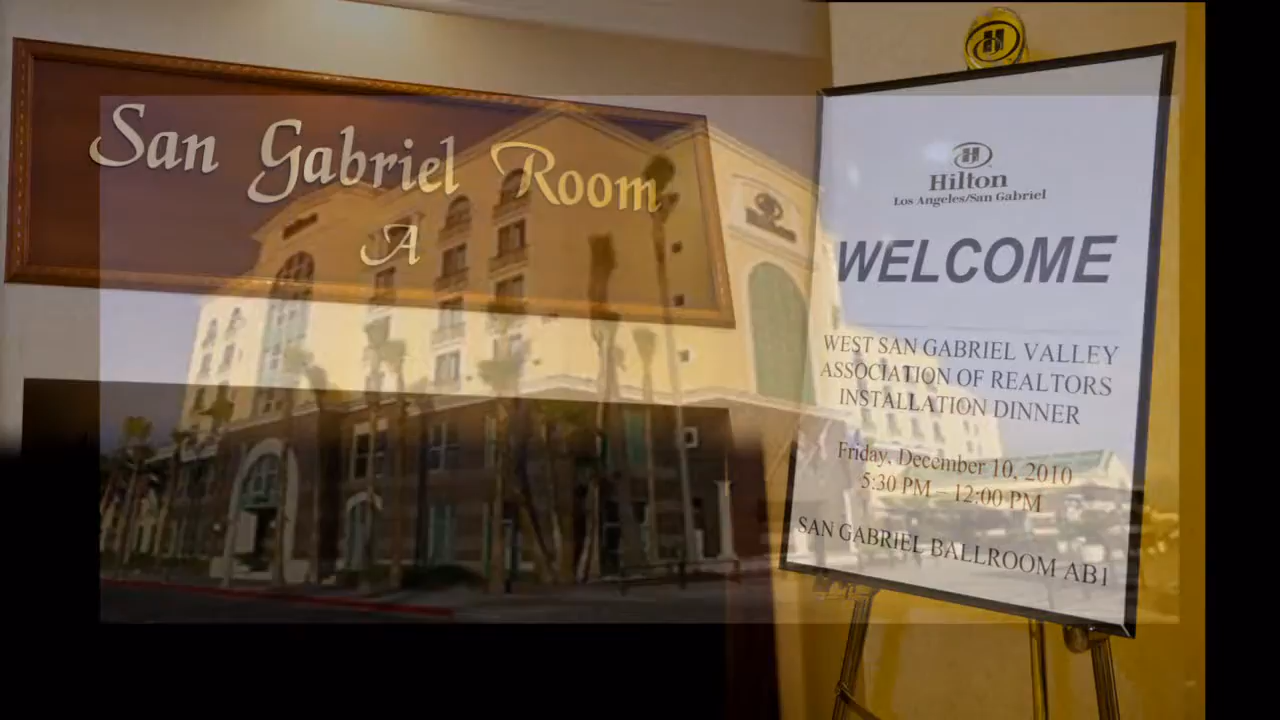 San Gabriel Room
A
Hilton
Los Angeles/San Gabriel
WELCOME
WEST SAN GABRIEL VALLEY
ASSOCIATION OF REALTORS
INSTALLATION DINNER
Friday, December 10, 2010
5:30 PM – 12:00 PM
SAN GABRIEL BALLROOM AB1